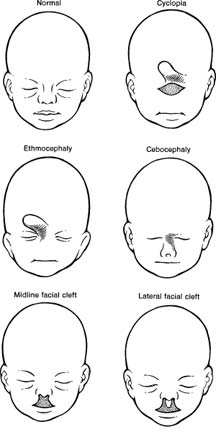 Normal
Cyclopia
Ethmocephaly
Cebocephaly
Midline facial cleft
Lateral facial cleft